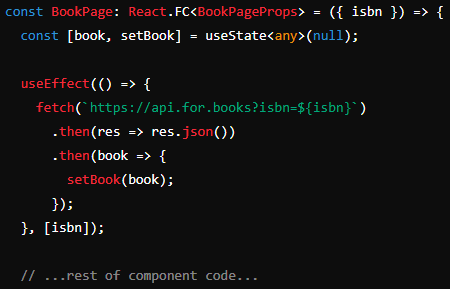 const BookPage: React.FC<BookPageProps> = ({ isbn }) => {
  const [book, setBook] = useState<any>(null);

  useEffect(() => {
    fetch(`https://api.for.books?isbn=${isbn}`)
      .then(res => res.json())
      .then(book => {
        setBook(book);
      });
  }, [isbn]);

  // ...rest of component code...